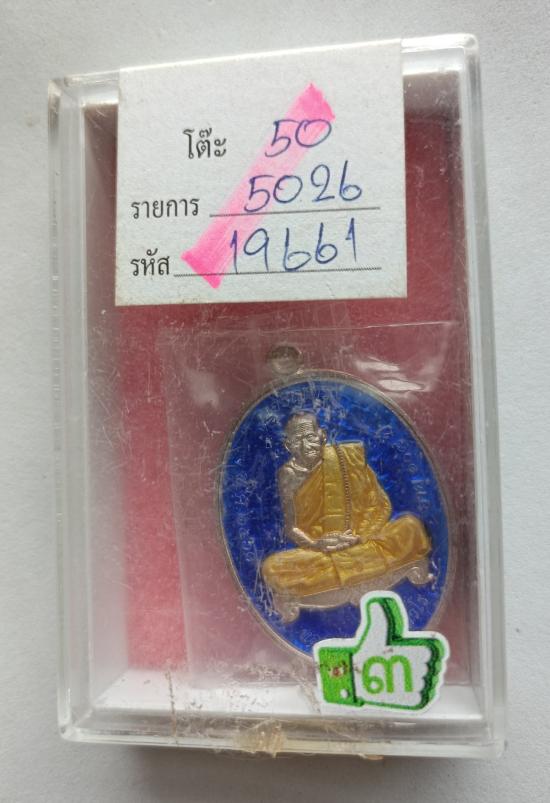 โต๊ะ 50
รายการ 5026
รหัส 19661
๓